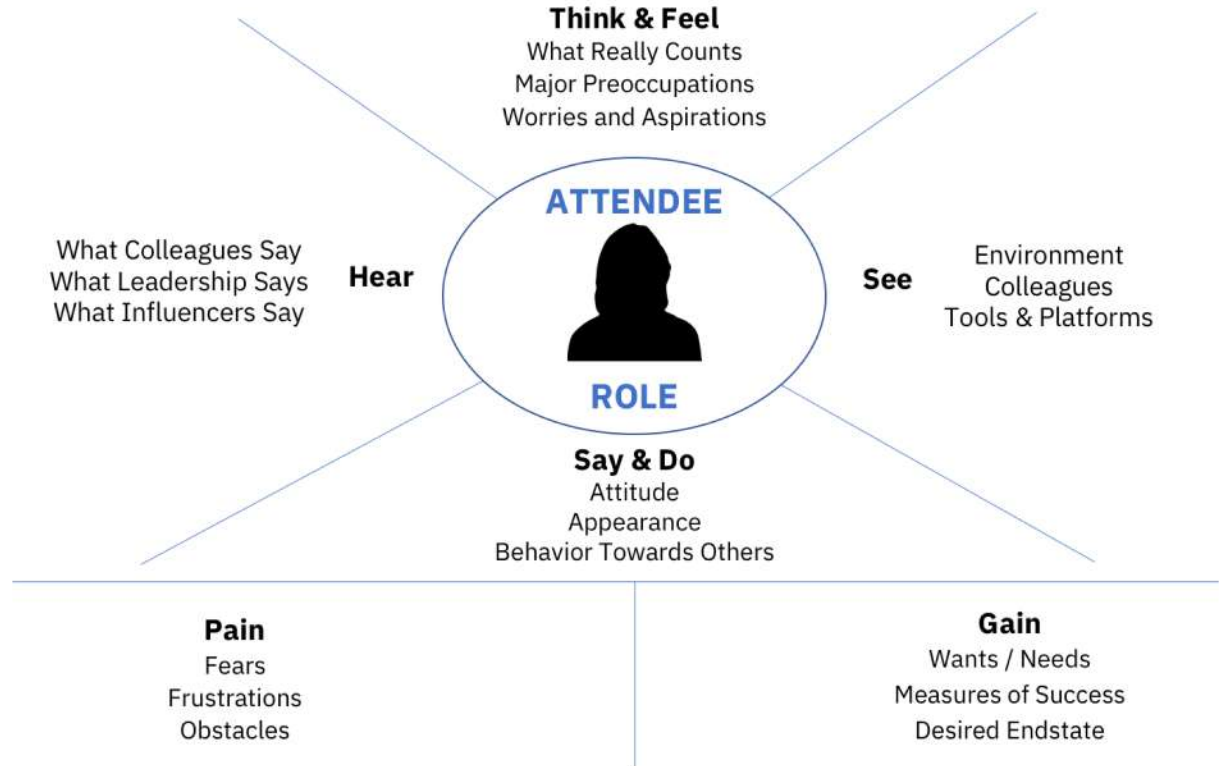 Think & Feel
What Really Counts
Major Preoccupations
Worries and Aspirations
What Colleagues Say
What Leadership Says
What Influencers Say
Hear
ATTENDEE
ROLE
See
Environment
Colleagues
Tools & Platforms
Say & Do
Attitude
Appearance
Behavior Towards Others
Pain
Fears
Frustrations
Obstacles
Gain
Wants / Needs
Measures of Success
Desired Endstate